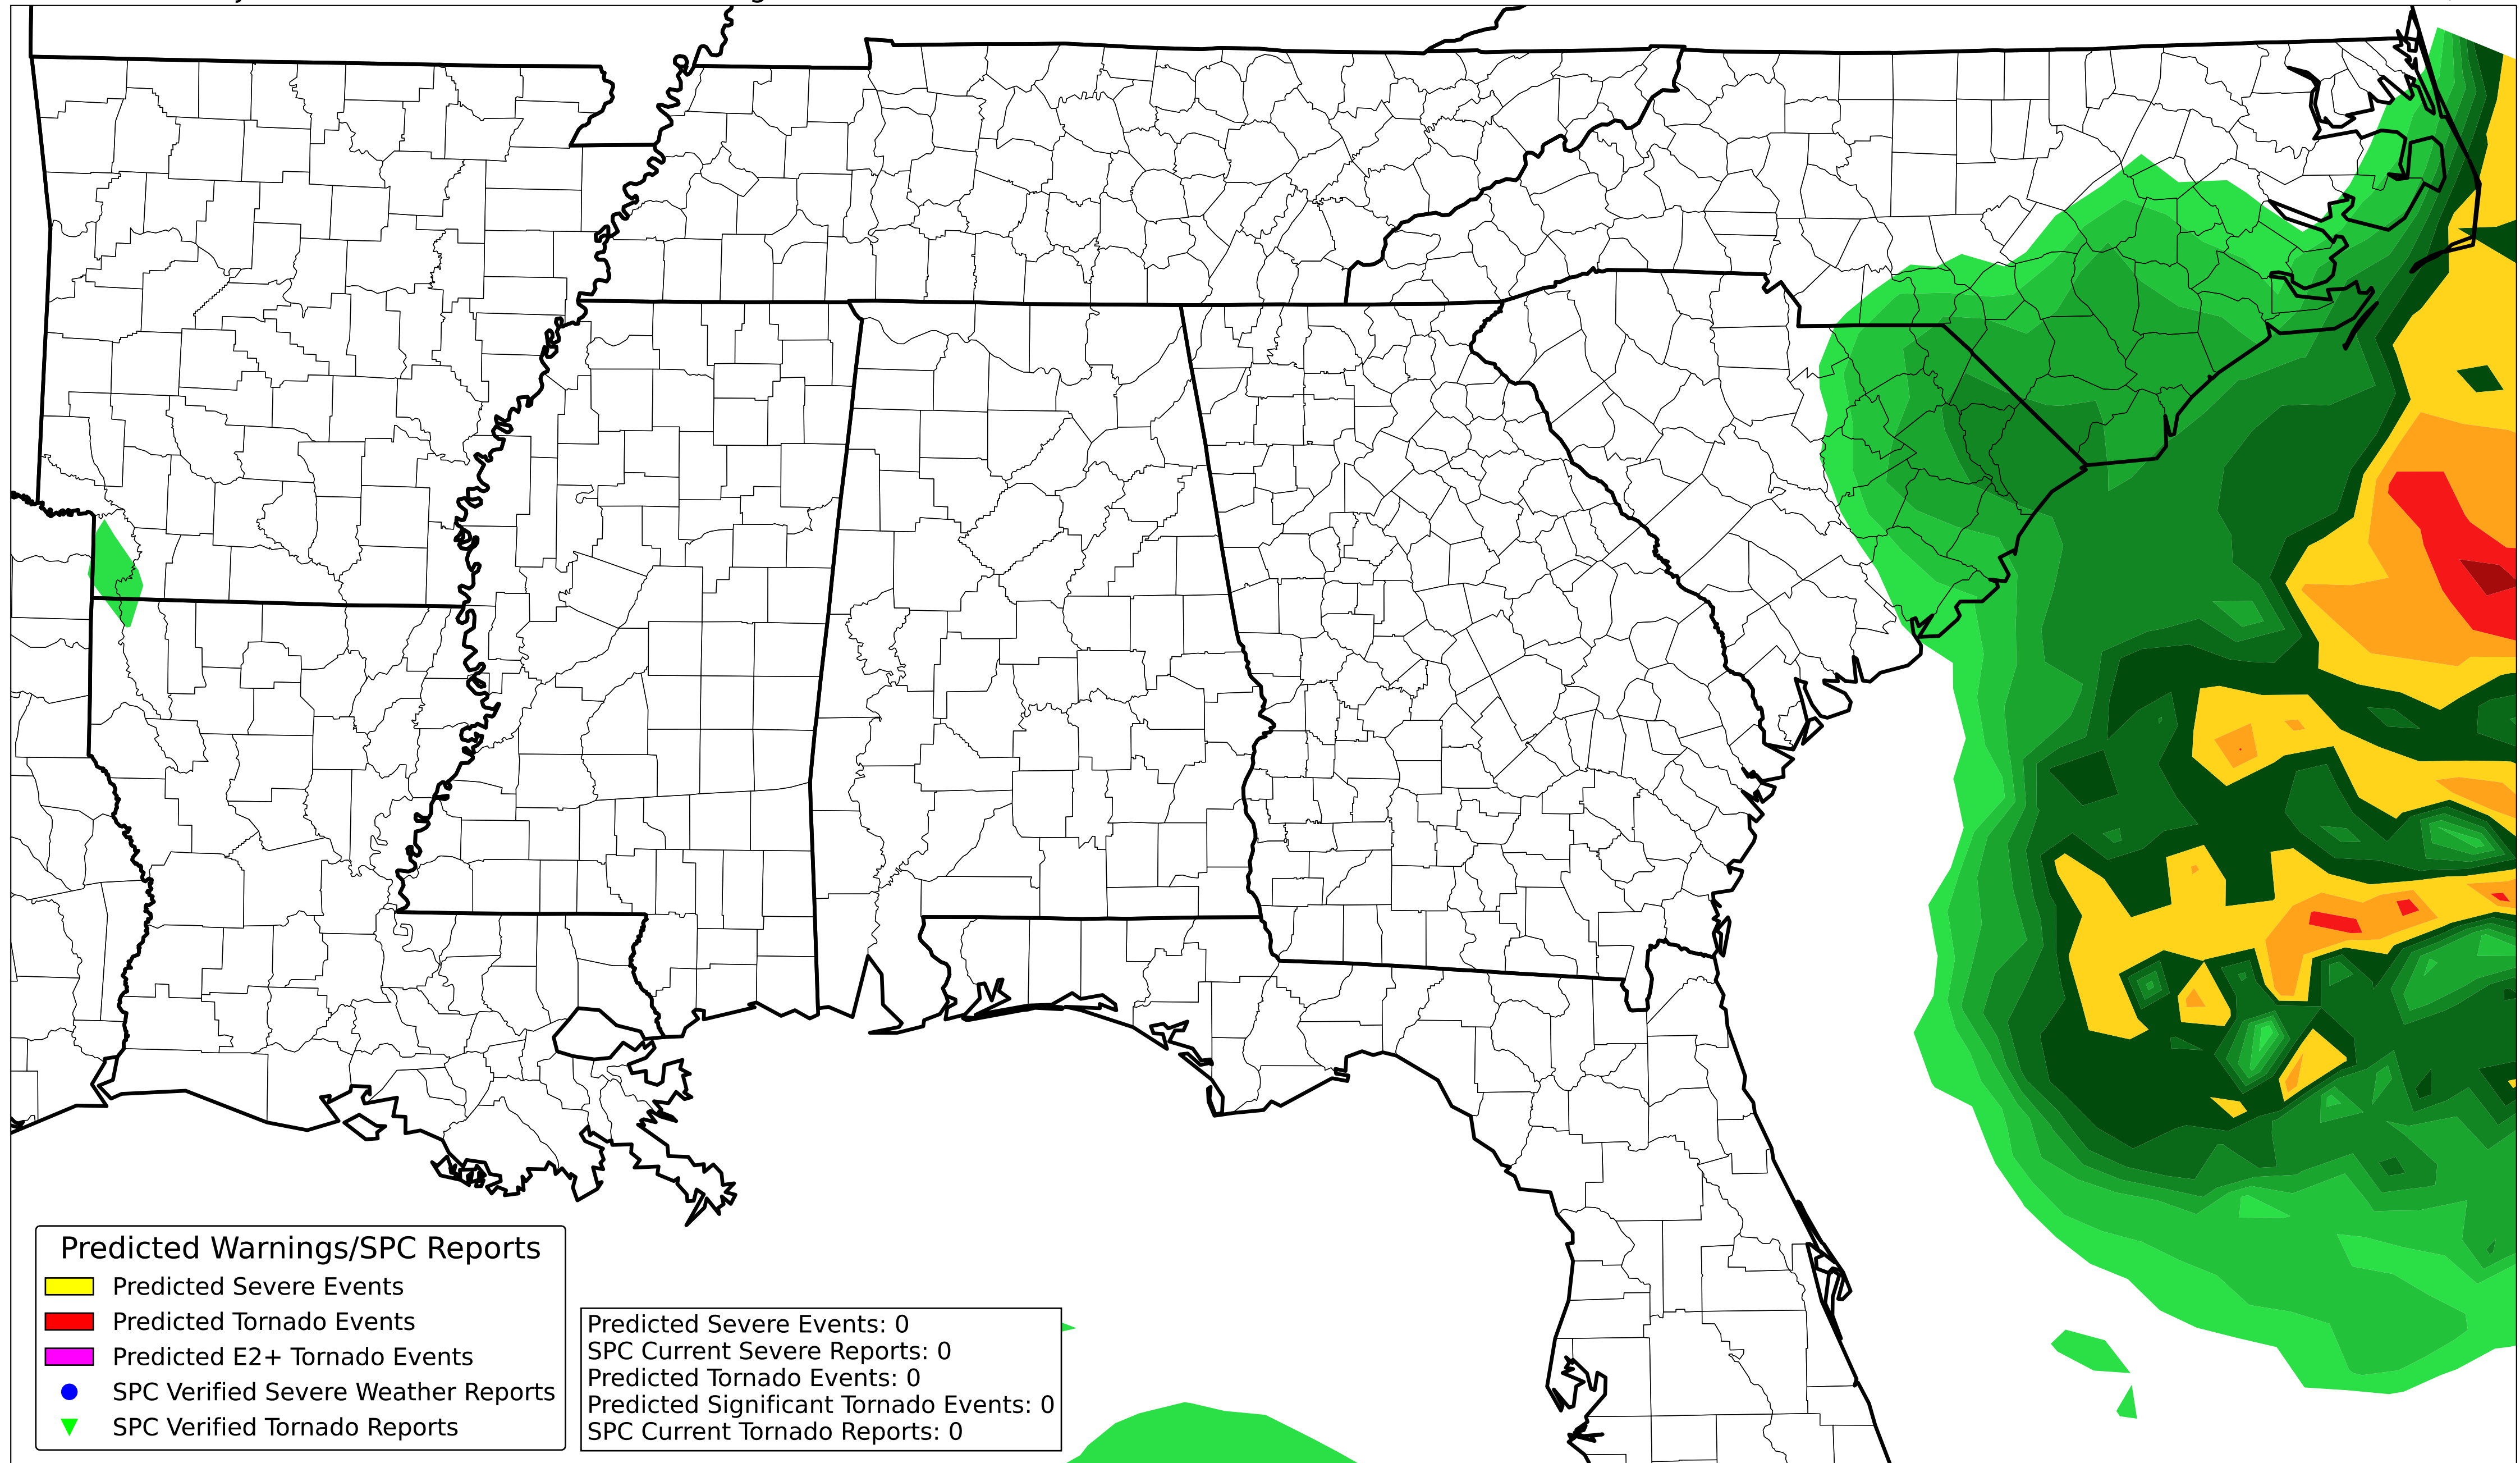 Predicted Warnings/SPC Reports
Predicted Severe Events
Predicted Tornado Events
Predicted E2+ Tornado Events
SPC Verified Severe Weather Reports
SPC Verified Tornado Reports
Predicted Severe Events: 0
SPC Current Severe Reports: 0
Predicted Tornado Events: 0
Predicted Significant Tornado Events: 0
SPC Current Tornado Reports: 0